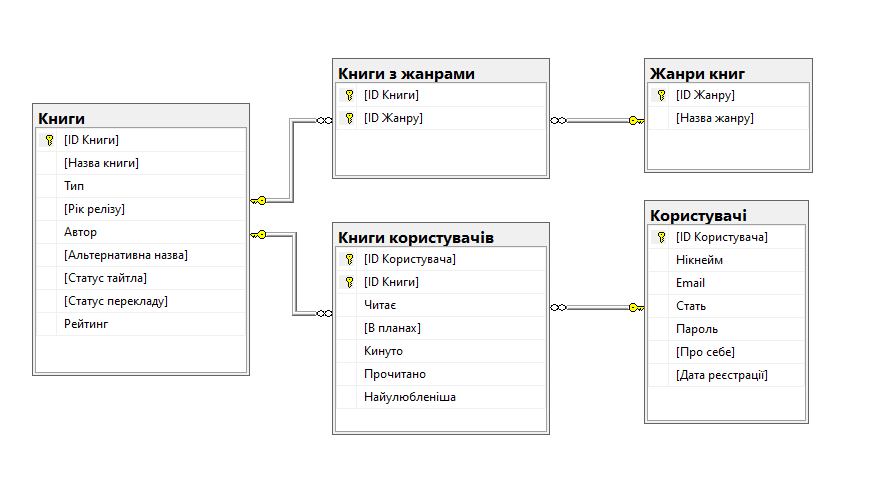 Книги
[ID Книги]
[Назва книги]
Тип
[Рік релізу]
Автор
[Альтернативна назва]
[Статус тайтла]
[Статус перекладу]
Рейтинг
Книги з жанрами
[ID Книги]
[ID Жанру]
Жанри книг
[ID Жанру]
[Назва жанру]
Книги користувачів
[ID Користувача]
[ID Книги]
Читає
[В планах]
Кинуто
Прочитано
Найулюбленіша
Користувачі
[ID Користувача]
Нікнейм
Email
Стать
Пароль
[Про себе]
[Дата реєстрації]